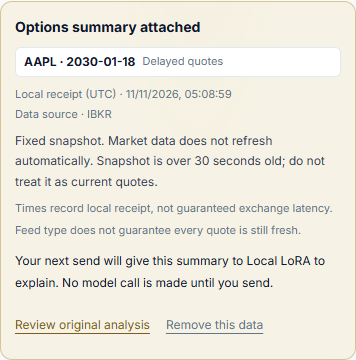 Options summary attached
AAPL · 2030-01-18 Delayed quotes
Local receipt (UTC) · 11/11/2026, 05:08:59
Data source · IBKR
Fixed snapshot. Market data does not refresh
automatically. Snapshot is over 30 seconds old; do not
treat it as current quotes.
Times record local receipt, not guaranteed exchange latency.
Feed type does not guarantee every quote is still fresh.
Your next send will give this summary to Local LoRA to
explain. No model call is made until you send.
Review original analysis Remove this data